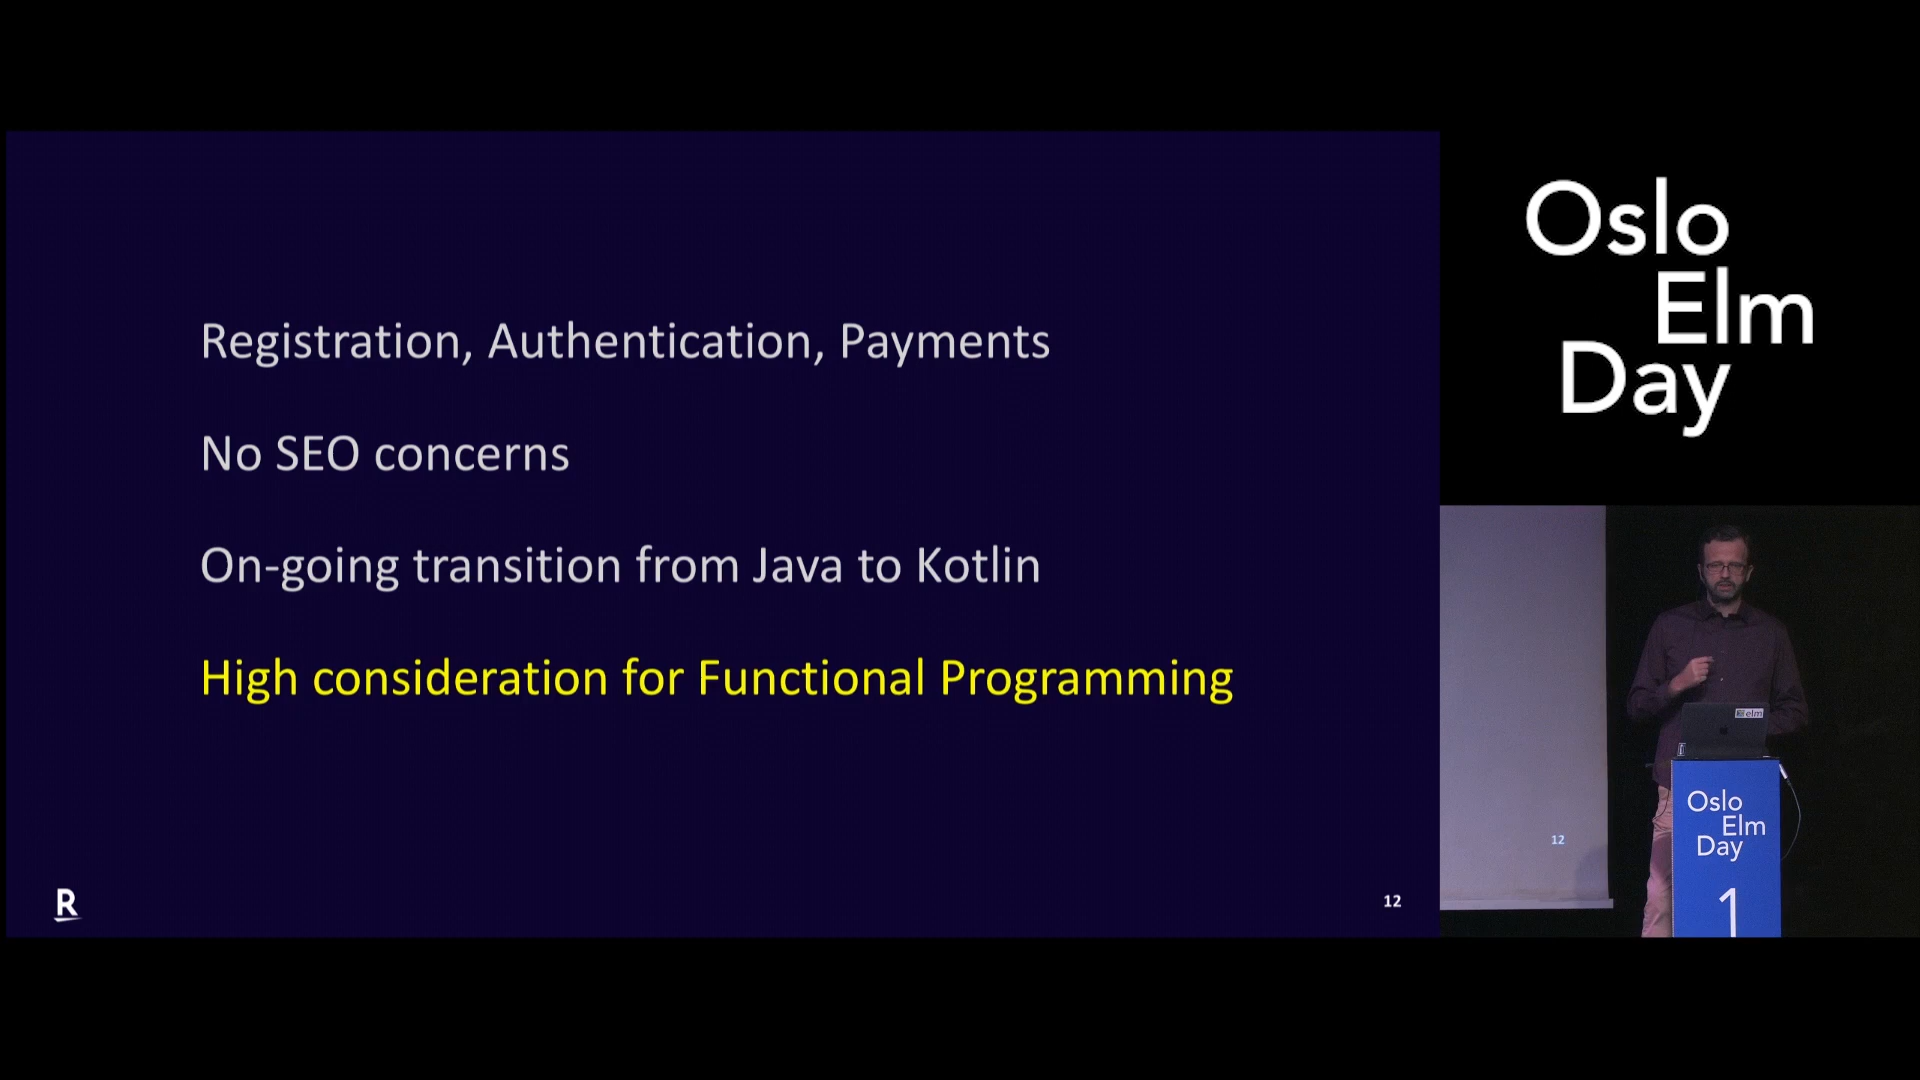 Registration, Authentication, Payments
No SEO concerns
On-going transition from Java to Kotlin
High consideration for Functional Programming
R
12
Oslo
Elm
Day
elm
12
Oslo
Elm
Day
1